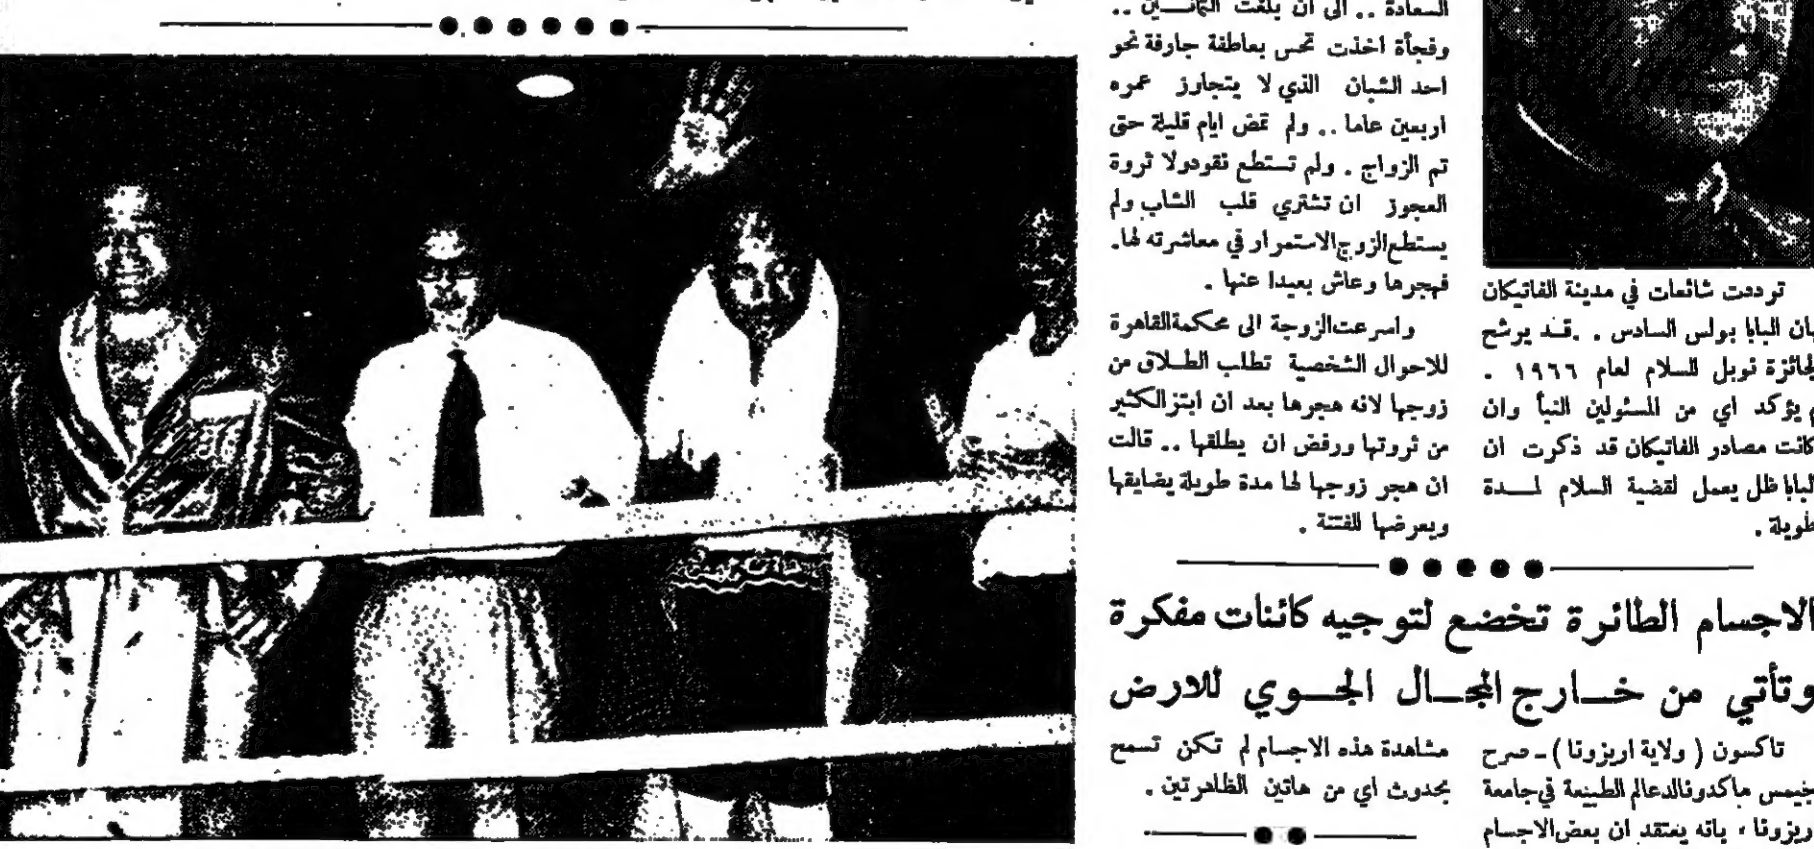 ترددت شائعات في مدينة الفاتيكان
بان البابا بولس السادس .. قد يرشح
لجائزة نوبل للسلام لعام ١٩٦٦ .
يؤكد اي من المسئولين النبأ وان
كانت مصادر الفاتيكان قد ذكرت ان
البابا ظل يعمل لقضية السلام لمدة
طويلة .
السعادة .. الى ان بلغت الثمانين ..
وفجأة اخذت تحس بعاطفة جارفة نحو
احد الشبان الذي لا يتجاوز عمره
اربعين عاما .. ولم تمض ايام قليلة حتى
تم الزواج . ولم تستطع نقود ولا ثروة
العجوز ان تشتري قلب الشاب ولم
يستطع الزوج الاستمرار في معاشرته لها.
فهجرها وعاش بعيدا عنها .
واسرعت الزوجة الى محكمة القاهرة
للاحوال الشخصية تطلب الطلاق من
زوجها لانه هجرها بعد ان ابتز الكثير
من ثروتها ورفض ان يطلقها .. قالت
ان هجر زوجها لها مدة طويلة يضايقها
ويعرضها للفتنة .
الاجسام الطائرة تخضع لتوجيه كائنات مفكرة
وتأتي من خارج المجال الجوي للارض
تاكسون ( ولاية اريزونا ) ـ صرح
جيمس ماكدونالد عالم الطبيعة في جامعة
اريزونا ، بانه يعتقد ان بعض الاجسام
مشاهدة هذه الاجسام لم تكن تسمح
بحدوث اي من هاتين الظاهرتين .